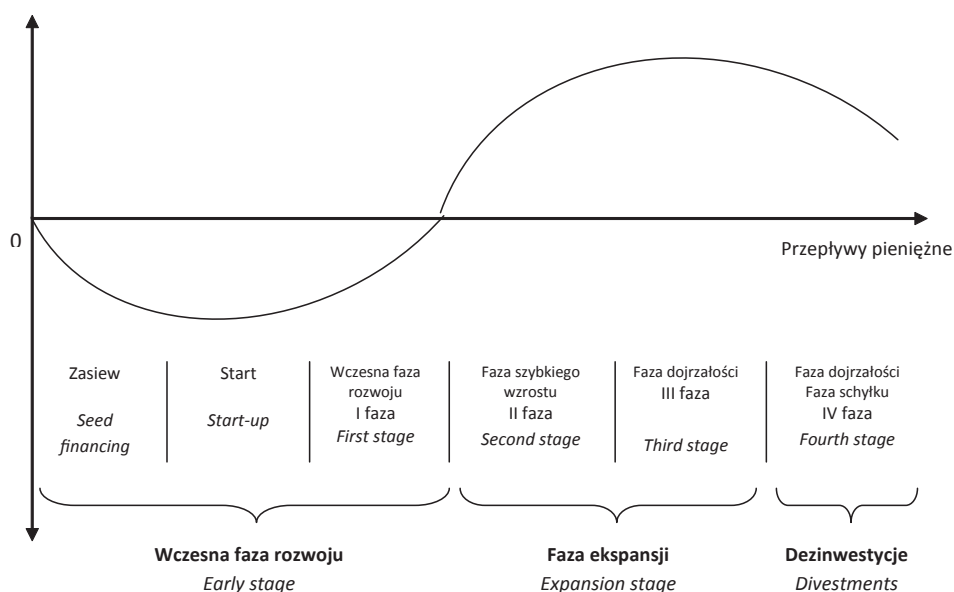 0
Przepływy pieniężne
Zasiew
Seed
financing
Start
Start-up
Wczesna faza
rozwoju
I faza
First stage
Faza szybkiego
wzrostu
II faza
Second stage
Faza dojrzałości
III faza
Third stage
Faza dojrzałości
Faza schyłku
IV faza
Fourth stage
Wczesna faza rozwoju
Early stage
Faza ekspansji
Expansion stage
Dezinwestycje
Divestments